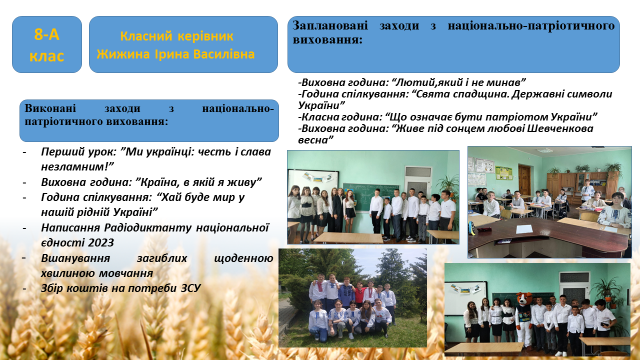 8-А
клас
Класний керівник
Жижина Ірина Василівна
Виконані заходи з національно-
патріотичного виховання:
- Перший урок: ”Ми українці: честь і слава
незламним!”
- Виховна година: ”Країна, в якій я живу”
- Година спілкування: “Хай буде мир у
нашій рідній Україні”
- Написання Радіодиктанту національної
єдності 2023
- Вшанування загиблих щоденною
хвилиною мовчання
- Збір коштів на потреби ЗСУ
Заплановані заходи з національно-патріотичного
виховання:
-Виховна година: “Лютий,який і не минав”
-Година спілкування: “Свята спадщина. Державні символи
України”
-Класна година: “Що означає бути патріотом України”
-Виховна година: “Живе під сонцем любові Шевченкова
весна”